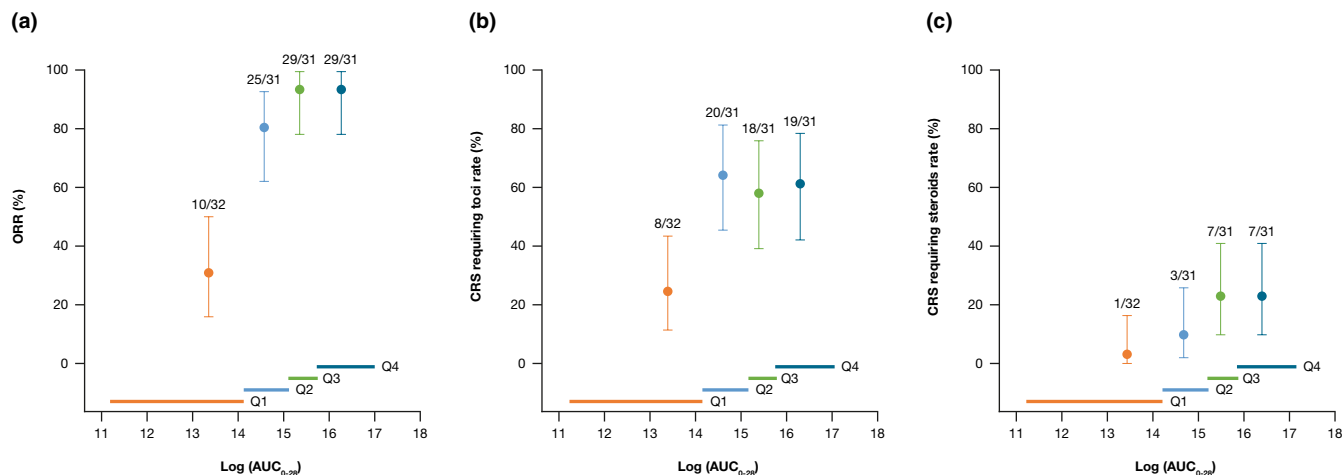 (a)
ORR (%)
100
80
60
40
20
0
10/32
25/31
29/31
29/31
Q4
Q3
Q2
Q1
11 12 13 14 15 16 17 18
Log (AUC0-28)
(b)
CRS requiring toci rate (%)
100
80
60
40
20
0
8/32
20/31
18/31
19/31
Q4
Q3
Q2
Q1
11 12 13 14 15 16 17 18
Log (AUC0-28)
(c)
CRS requiring steroids rate (%)
100
80
60
40
20
0
1/32
3/31
7/31
7/31
Q4
Q3
Q2
Q1
11 12 13 14 15 16 17 18
Log (AUC0-28)